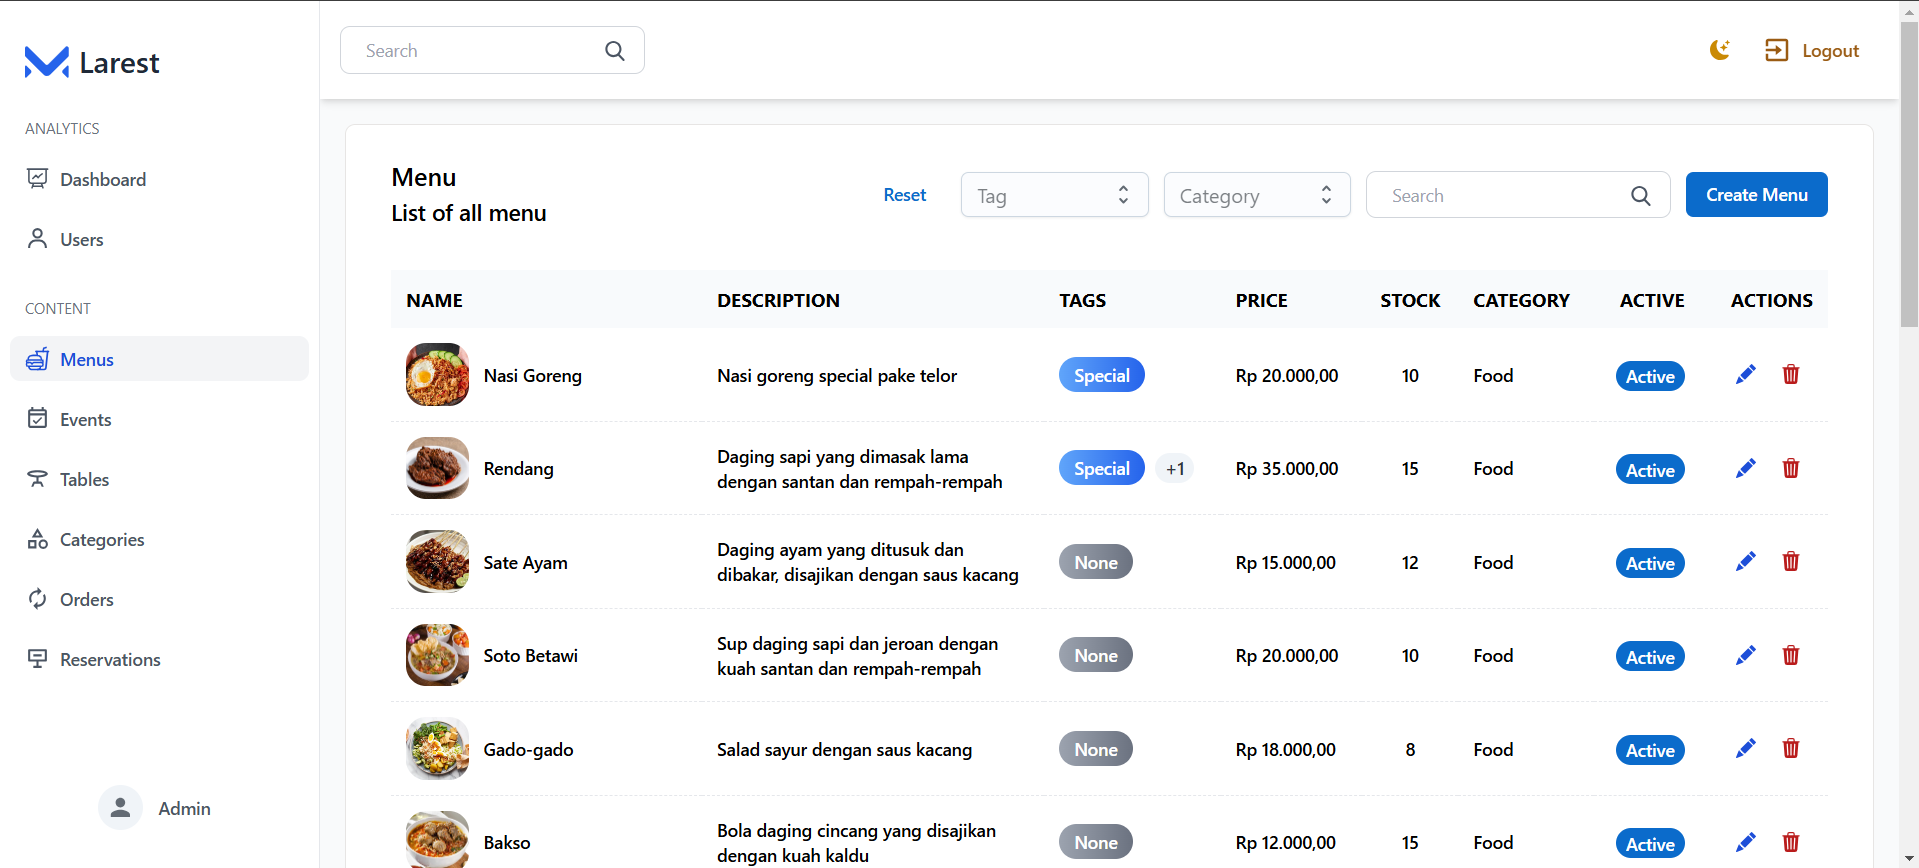 Larest
ANALYTICS
Dashboard
Users
CONTENT
Menus
Events
Tables
Categories
Orders
Reservations
Admin
Search
Logout
Menu
List of all menu
Reset
Tag
Category
Search
Create Menu
NAME DESCRIPTION TAGS PRICE STOCK CATEGORY ACTIVE ACTIONS
Nasi Goreng Nasi goreng special pake telor Special Rp 20.000,00 10 Food Active
Rendang
Daging sapi yang dimasak lama
dengan santan dan rempah-rempah
Special +1 Rp 35.000,00 15 Food Active
Sate Ayam
Daging ayam yang ditusuk dan
dibakar, disajikan dengan saus kacang
None Rp 15.000,00 12 Food Active
Soto Betawi
Sup daging sapi dan jeroan dengan
kuah santan dan rempah-rempah
None Rp 20.000,00 10 Food Active
Gado-gado Salad sayur dengan saus kacang None Rp 18.000,00 8 Food Active
Bakso
Bola daging cincang yang disajikan
dengan kuah kaldu
None Rp 12.000,00 15 Food Active